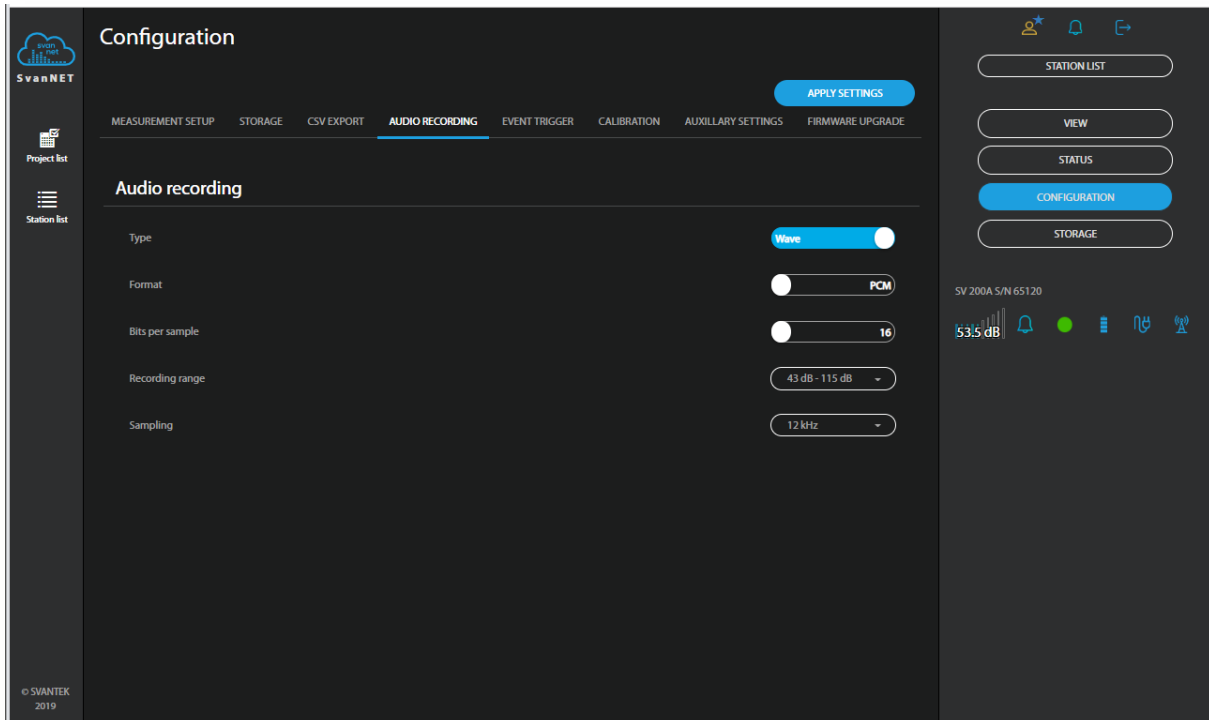 svan
net
SvanNET
Project list
Station list
© SVANTEK
2019
Configuration
APPLY SETTINGS
MEASUREMENT SETUP STORAGE CSV EXPORT AUDIO RECORDING EVENT TRIGGER CALIBRATION AUXILLARY SETTINGS FIRMWARE UPGRADE
Audio recording
Type Wave
Format PCM
Bits per sample 16
Recording range 43 dB - 115 dB
Sampling 12 kHz
STATION LIST
VIEW
STATUS
CONFIGURATION
STORAGE
SV 200A S/N 65120
53.5 dB